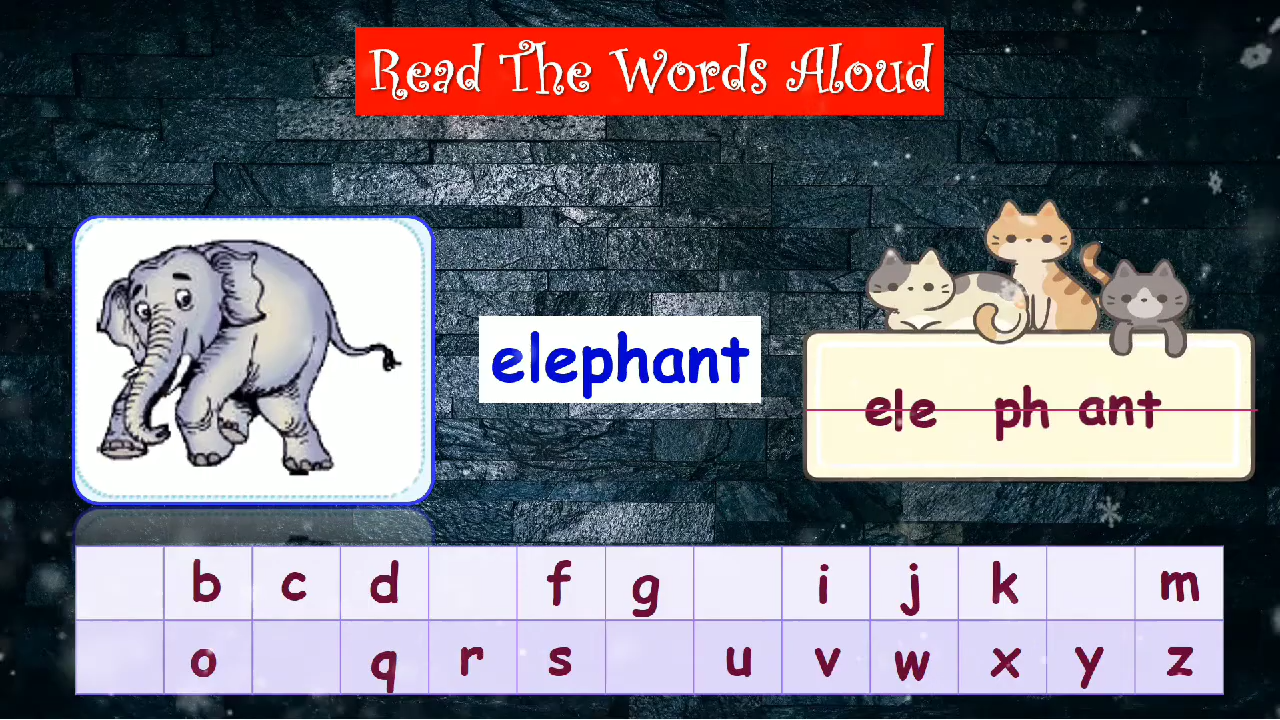 Read The Words Aloud
elephant
ele ph ant
b c d f g i j k m
o q r s u v w x y z